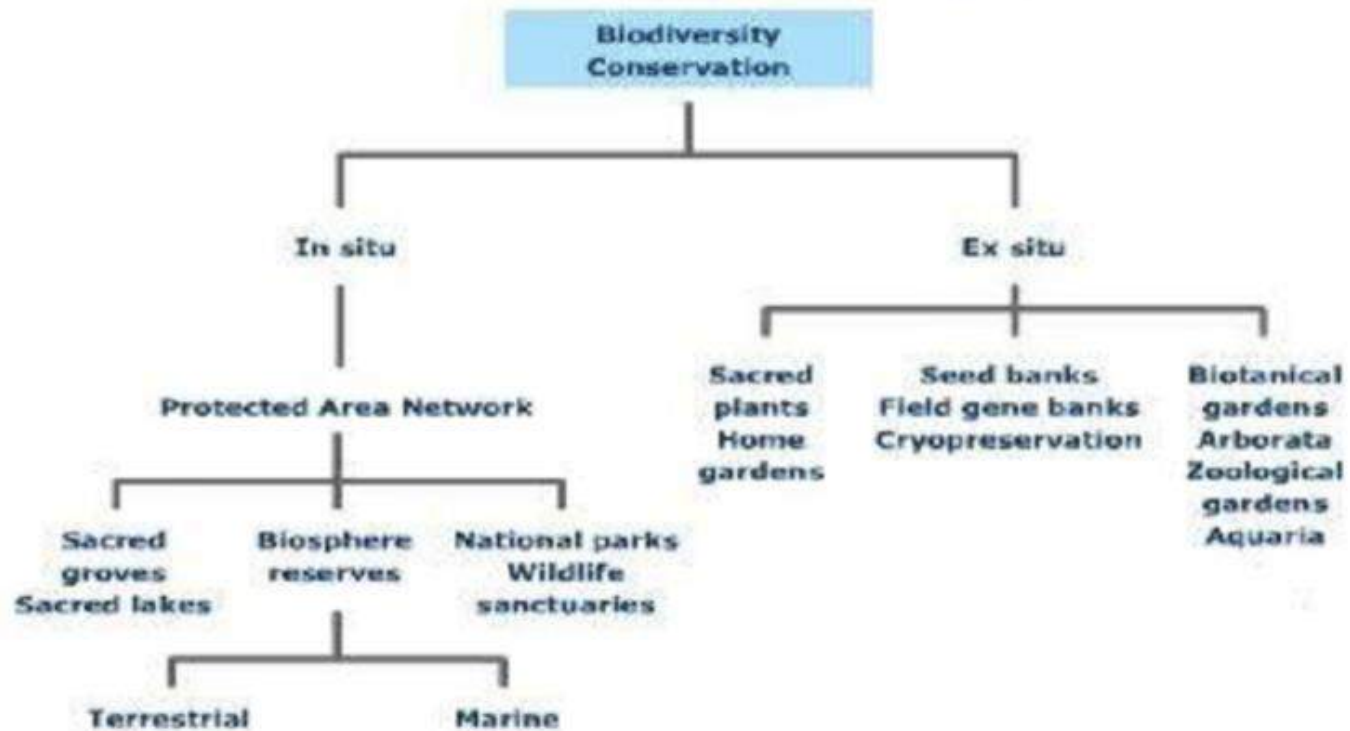 Biodiversity
Conservation
In situ
Ex situ
Protected Area Network
Sacred
plants
Home
gardens
Seed banks
Field gene banks
Cryopreservation
Biotanical
gardens
Arborata
Zoological
gardens
Aquaria
Sacred
groves
Sacred lakes
Biosphere
reserves
National parks
Wildlife
sanctuaries
Terrestrial
Marine